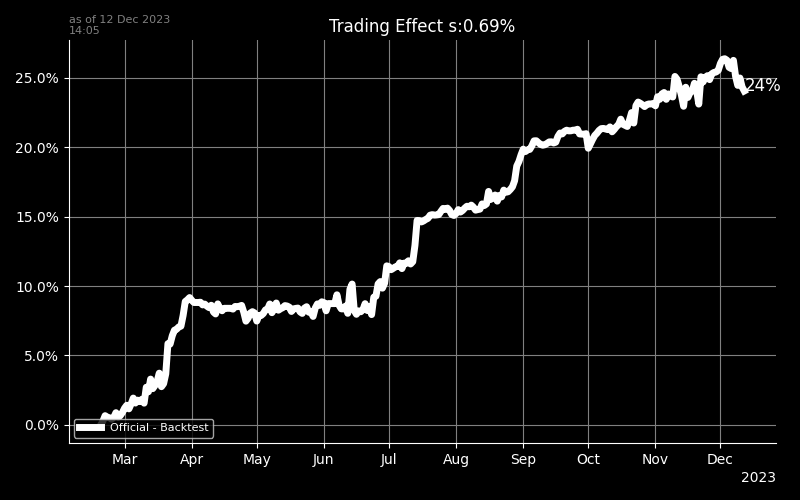 as of 12 Dec 2023
14:05
Trading Effect s:0.69%
25.0%
24%
20.0%
15.0%
10.0%
5.0%
0.0%
Official - Backtest
Mar Apr May Jun Jul Aug Sep Oct Nov Dec
2023